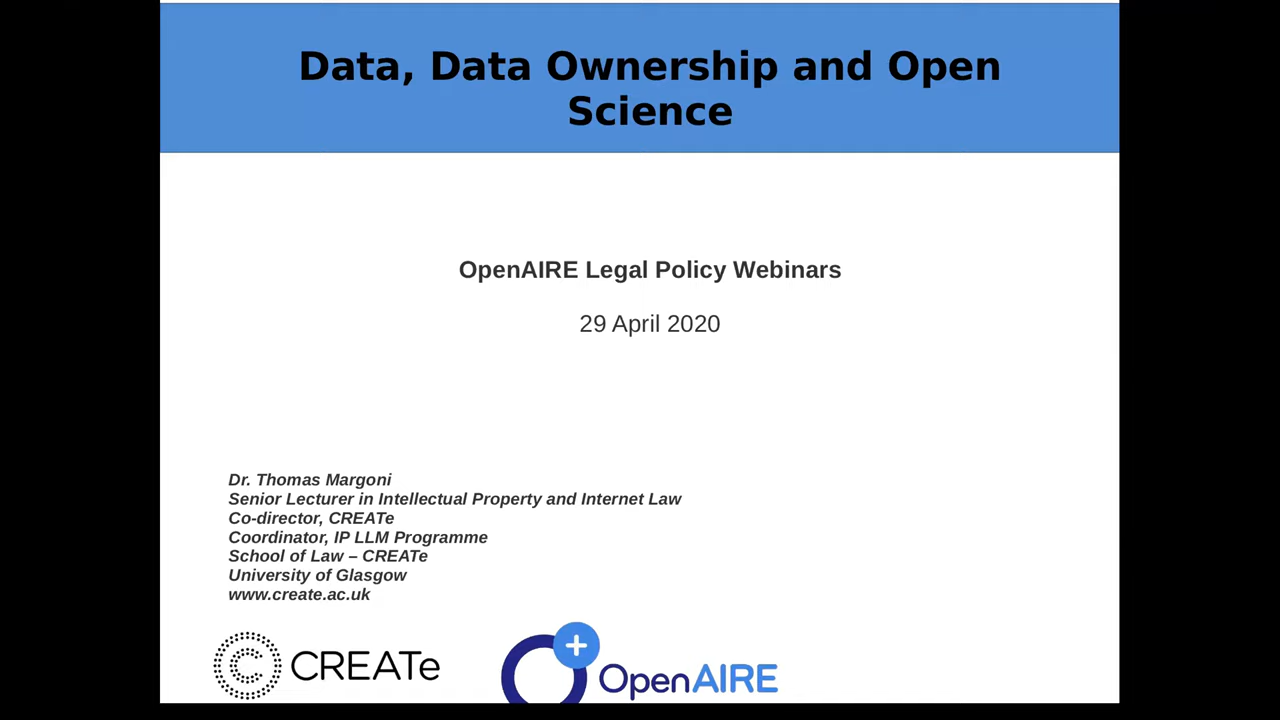 Data, Data Ownership and Open
Science
OpenAIRE Legal Policy Webinars
29 April 2020
Dr. Thomas Margoni
Senior Lecturer in Intellectual Property and Internet Law
Co-director, CREATe
Coordinator, IP LLM Programme
School of Law – CREATe
University of Glasgow
www.create.ac.uk
C CREATe
OpenAIRE